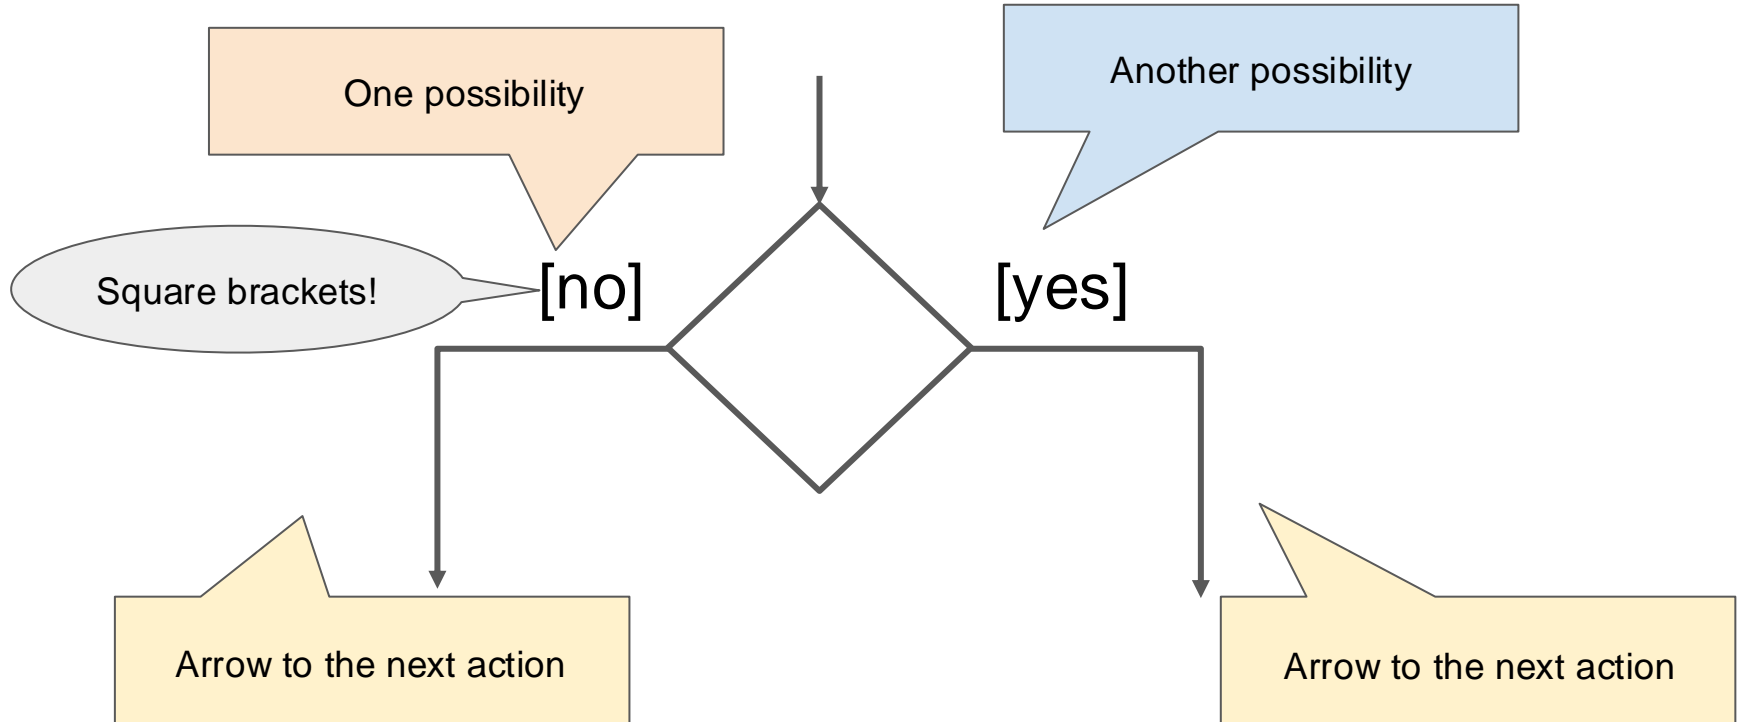 One possibility
Another possibility
Square brackets!
[no]
[yes]
Arrow to the next action
Arrow to the next action